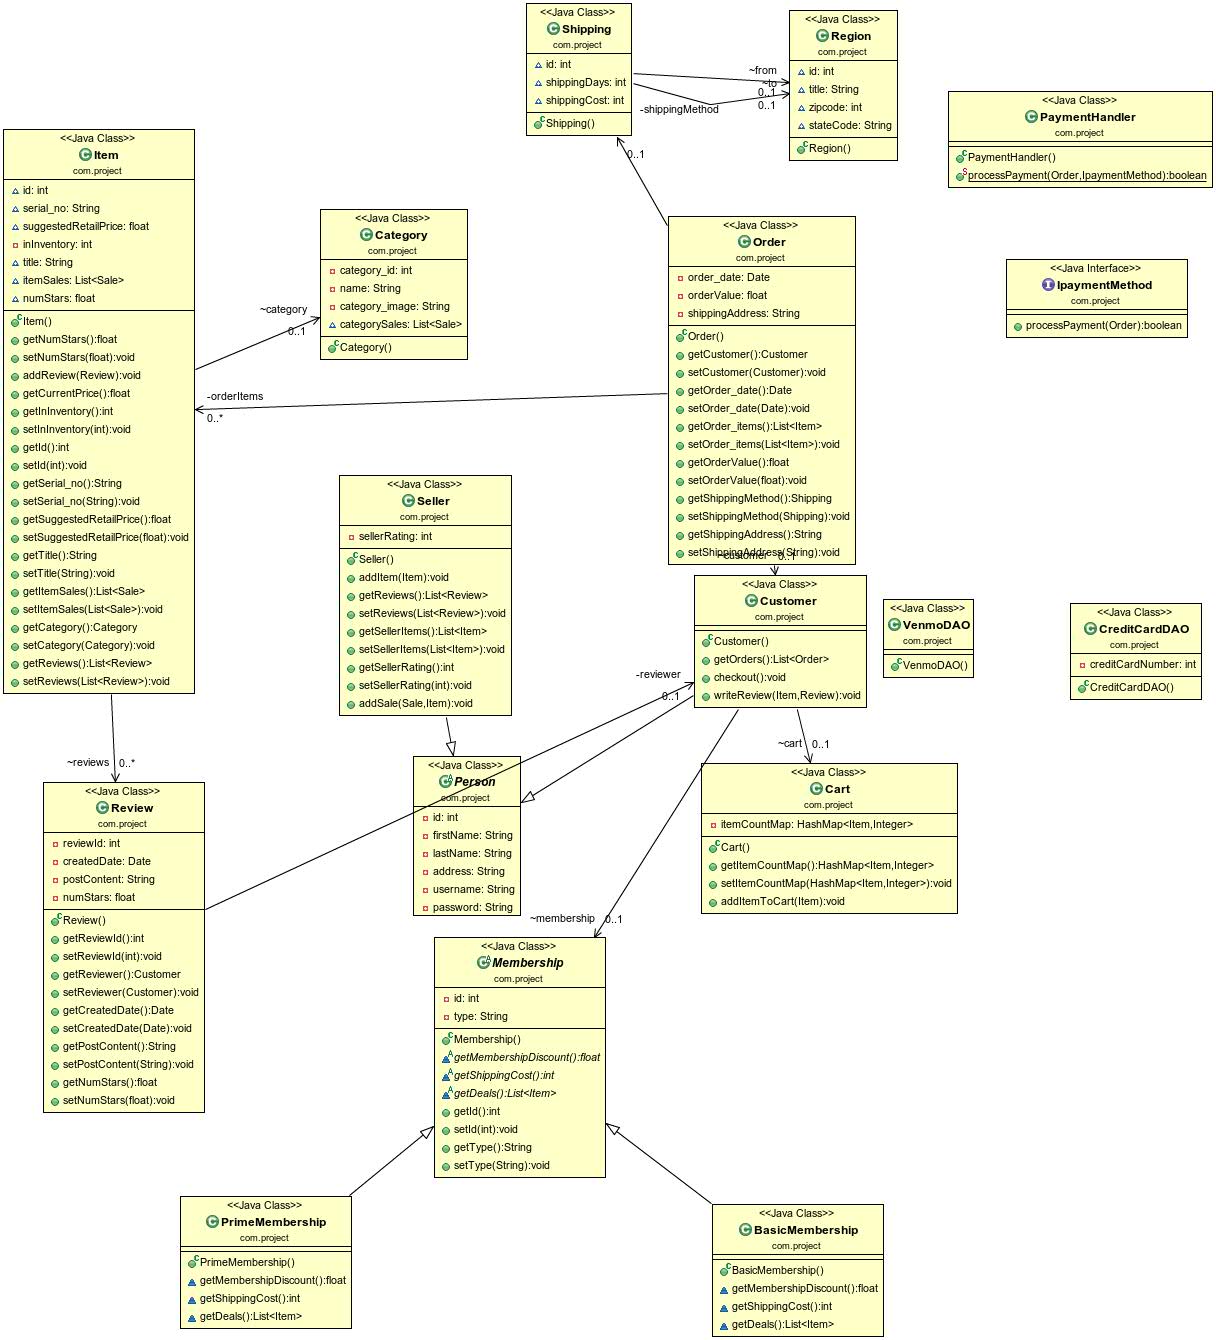 <<Java Class>>
Shipping
com.project
id: int
shippingDays: int
shippingCost: int
Shipping()
<<Java Class>>
Region
com.project
id: int
title: String
zipcode: int
stateCode: String
Region()
~from
~to
0..1
0..1
-shippingMethod
0..1
<<Java Class>>
PaymentHandler
com.project
PaymentHandler()
processPayment(Order,IpaymentMethod):boolean
<<Java Class>>
Item
com.project
id: int
serial_no: String
suggestedRetailPrice: float
inInventory: int
title: String
itemSales: List<Sale>
numStars: float
Item()
getNumStars():float
setNumStars(float):void
addReview(Review):void
getCurrentPrice():float
getInInventory():int
setInInventory(int):void
getId():int
setId(int):void
getSerial_no():String
setSerial_no(String):void
getSuggestedRetailPrice():float
setSuggestedRetailPrice(float):void
getTitle():String
setTitle(String):void
getItemSales():List<Sale>
setItemSales(List<Sale>):void
getCategory():Category
setCategory(Category):void
getReviews():List<Review>
setReviews(List<Review>):void
<<Java Class>>
Category
com.project
category_id: int
name: String
category_image: String
categorySales: List<Sale>
Category()
~category
0..1
-orderItems
0..*
<<Java Class>>
Order
com.project
order_date: Date
orderValue: float
shippingAddress: String
Order()
getCustomer():Customer
setCustomer(Customer):void
getOrder_date():Date
setOrder_date(Date):void
getOrder_items():List<Item>
setOrder_items(List<Item>):void
getOrderValue():float
setOrderValue(float):void
getShippingMethod():Shipping
setShippingMethod(Shipping):void
getShippingAddress():String
setShippingAddress(String):void
~customer
0..1
<<Java Interface>>
IpaymentMethod
com.project
processPayment(Order):boolean
<<Java Class>>
Seller
com.project
sellerRating: int
Seller()
addItem(Item):void
getReviews():List<Review>
setReviews(List<Review>):void
getSellerItems():List<Item>
setSellerItems(List<Item>):void
getSellerRating():int
setSellerRating(int):void
addSale(Sale,Item):void
<<Java Class>>
Customer
com.project
Customer()
getOrders():List<Order>
checkout():void
writeReview(Item,Review):void
<<Java Class>>
VenmoDAO
com.project
VenmoDAO()
<<Java Class>>
CreditCardDAO
com.project
creditCardNumber: int
CreditCardDAO()
-reviewer
0..1
~reviews
0..*
~cart
0..1
<<Java Class>>
Person
com.project
id: int
firstName: String
lastName: String
address: String
username: String
password: String
<<Java Class>>
Cart
com.project
itemCountMap: HashMap<Item,Integer>
Cart()
getItemCountMap():HashMap<Item,Integer>
setItemCountMap(HashMap<Item,Integer>):void
addItemToCart(Item):void
<<Java Class>>
Review
com.project
reviewId: int
createdDate: Date
postContent: String
numStars: float
Review()
getReviewId():int
setReviewId(int):void
getReviewer():Customer
setReviewer(Customer):void
getCreatedDate():Date
setCreatedDate(Date):void
getPostContent():String
setPostContent(String):void
getNumStars():float
setNumStars(float):void
~membership
0..1
<<Java Class>>
Membership
com.project
id: int
type: String
Membership()
getMembershipDiscount():float
getShippingCost():int
getDeals():List<Item>
getId():int
setId(int):void
getType():String
setType(String):void
<<Java Class>>
PrimeMembership
com.project
PrimeMembership()
getMembershipDiscount():float
getShippingCost():int
getDeals():List<Item>
<<Java Class>>
BasicMembership
com.project
BasicMembership()
getMembershipDiscount():float
getShippingCost():int
getDeals():List<Item>